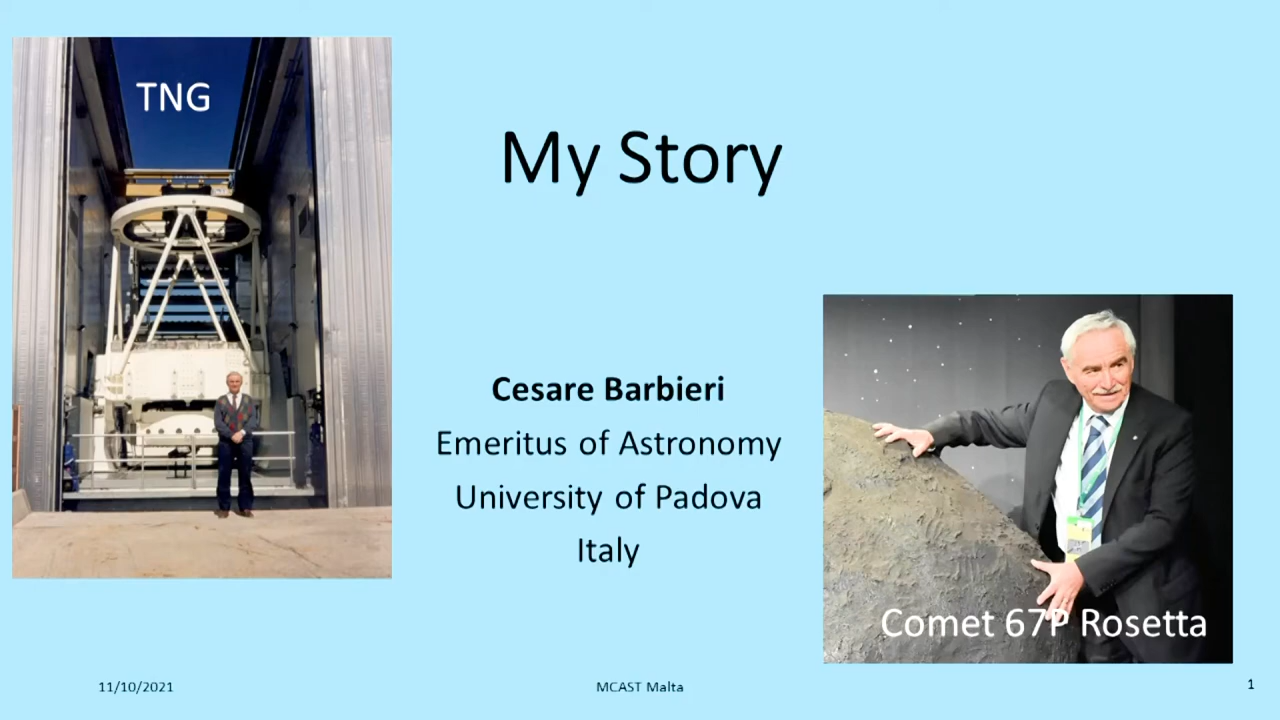 TNG
My Story
Cesare Barbieri
Emeritus of Astronomy
University of Padova
Italy
Comet 67P Rosetta
11/10/2021
MCAST Malta
1